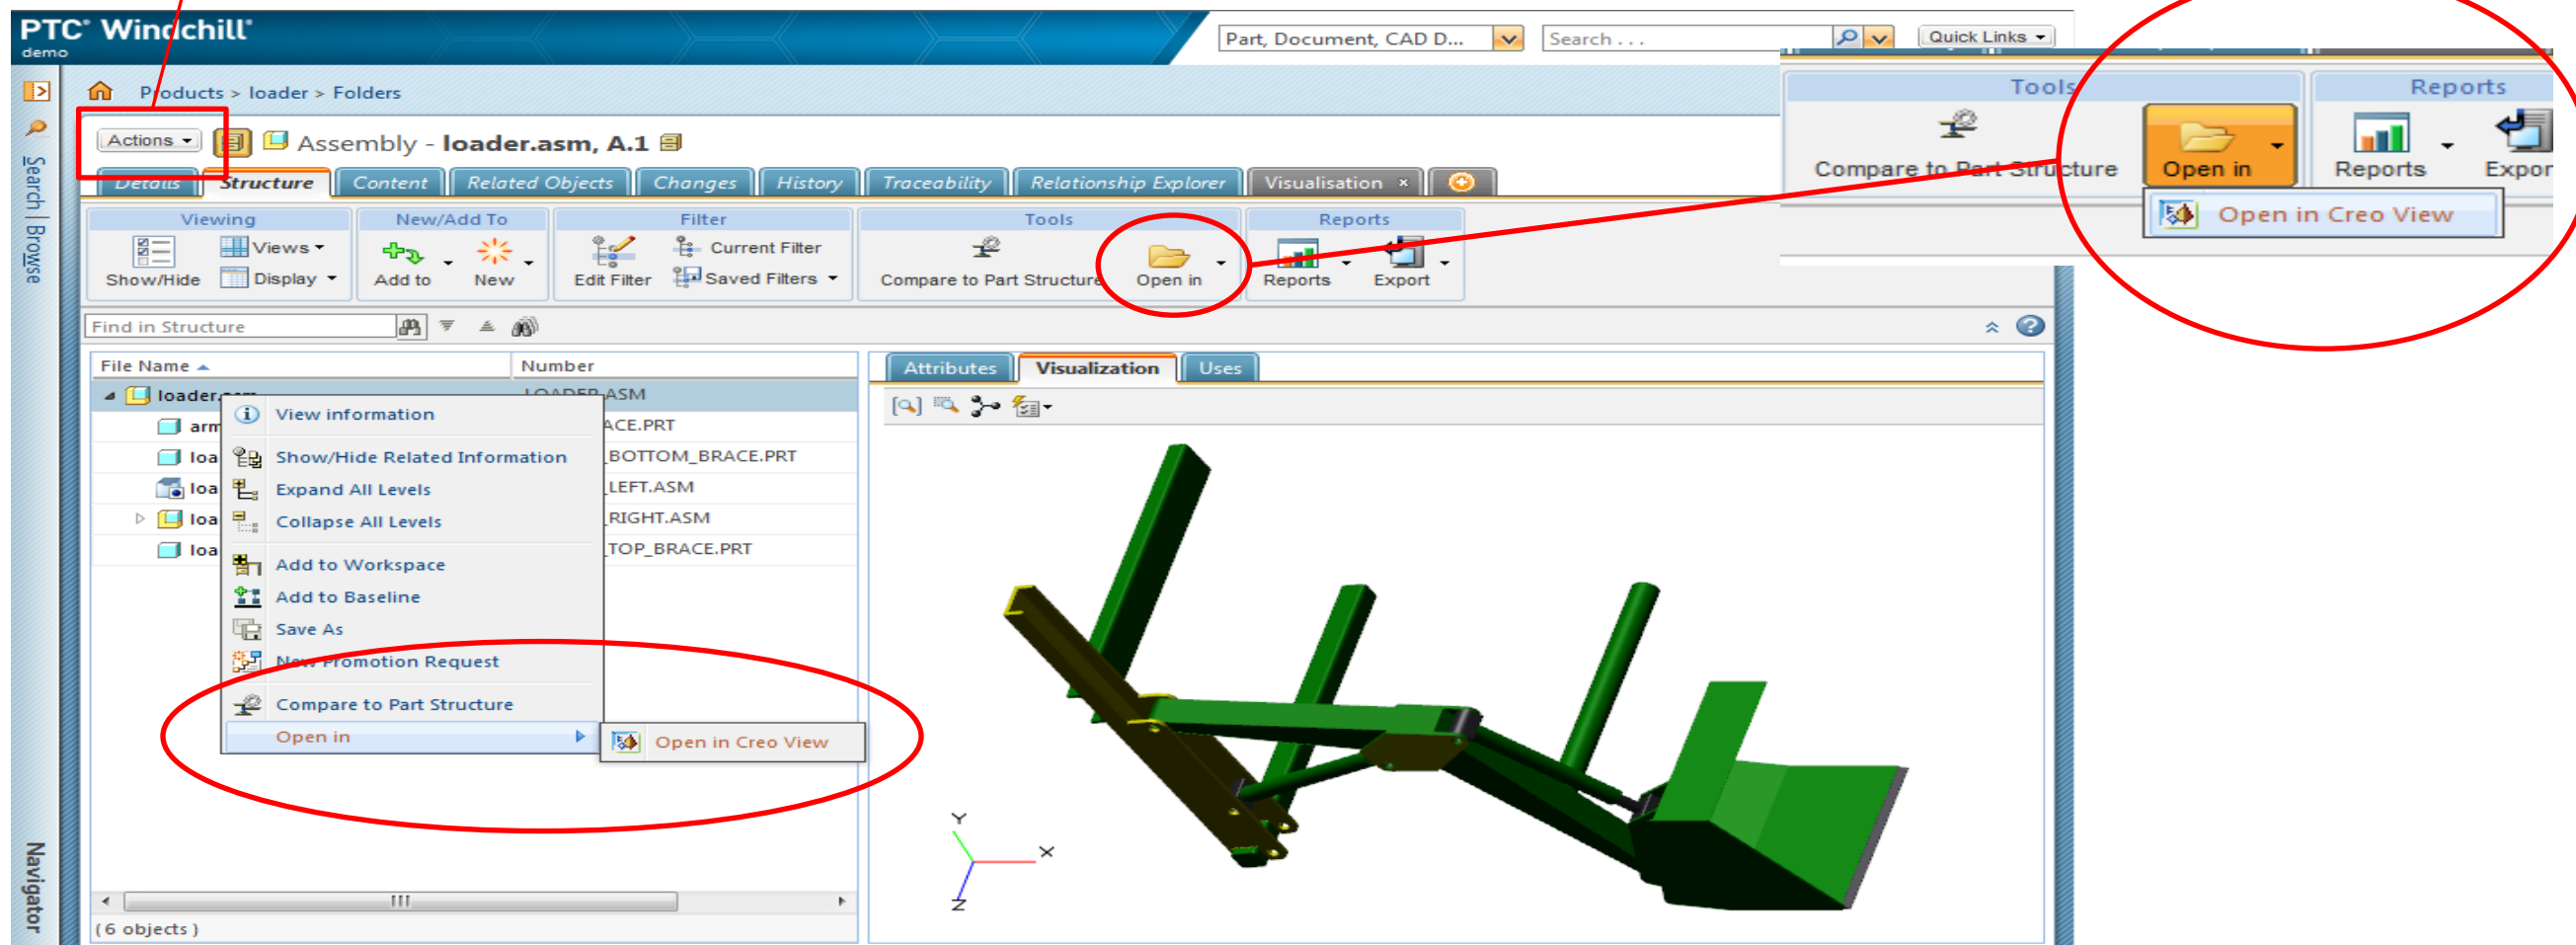 PTC® Windchill®
demo
Part, Document, CAD D...
Search . . .
Quick Links
Products > loader > Folders
Actions
Assembly - loader.asm, A.1
Details Structure Content Related Objects Changes History Traceability Relationship Explorer Visualisation
Viewing New/Add To Filter Tools Reports
Views Current Filter
Show/Hide Display Add to New Edit Filter Saved Filters Compare to Part Structure Open in Reports Export
Tools Reports
Compare to Part Structure Open in Reports Expor
Open in Creo View
Search | Browse
Navigator
Find in Structure
File Name Number
loader.asm LOADER.ASM
arm ACE.PRT
loa _BOTTOM_BRACE.PRT
loa _LEFT.ASM
loa _RIGHT.ASM
loa _TOP_BRACE.PRT
View information
Show/Hide Related Information
Expand All Levels
Collapse All Levels
Add to Workspace
Add to Baseline
Save As
New Promotion Request
Compare to Part Structure
Open in
Open in Creo View
(6 objects)
Attributes Visualization Uses
Y
X
Z